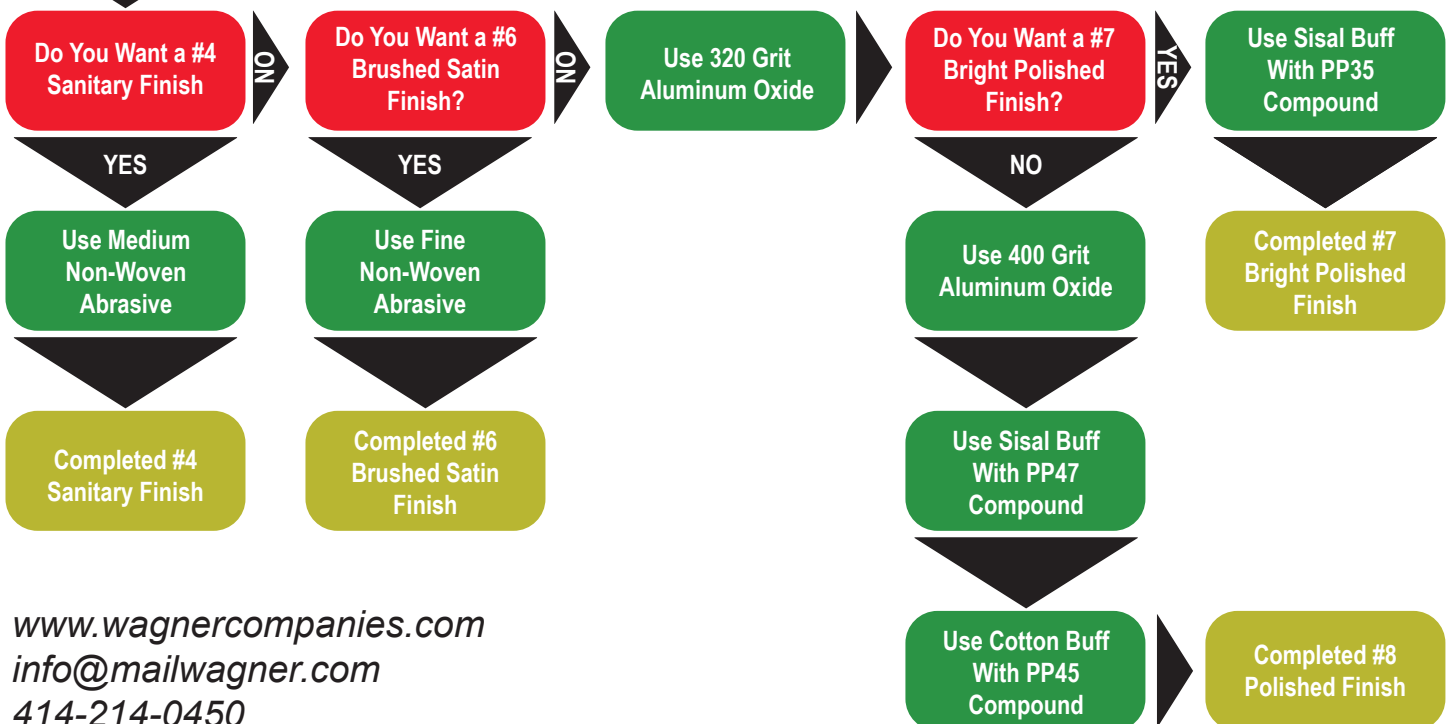 Do You Want a #4
Sanitary Finish
NO
Do You Want a #6
Brushed Satin
Finish?
NO
Use 320 Grit
Aluminum Oxide
Do You Want a #7
Bright Polished
Finish?
YES
Use Sisal Buff
With PP35
Compound
YES
YES
NO
Use Medium
Non-Woven
Abrasive
Use Fine
Non-Woven
Abrasive
Use 400 Grit
Aluminum Oxide
Completed #7
Bright Polished
Finish
Completed #4
Sanitary Finish
Completed #6
Brushed Satin
Finish
Use Sisal Buff
With PP47
Compound
Use Cotton Buff
With PP45
Compound
Completed #8
Polished Finish
www.wagnercompanies.com
info@mailwagner.com
414-214-0450